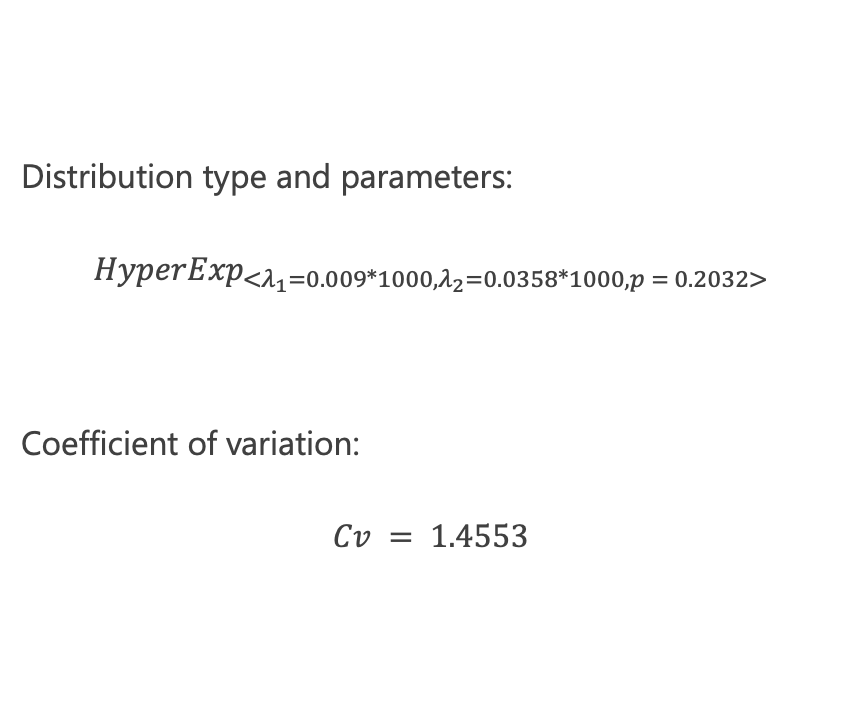 Distribution type and parameters:
𝐻𝑦𝑝𝑒𝑟𝐸𝑥𝑝<λ₁=0.009*1000,λ₂=0.0358*1000,p = 0.2032>
Coefficient of variation:
Cv = 1.4553